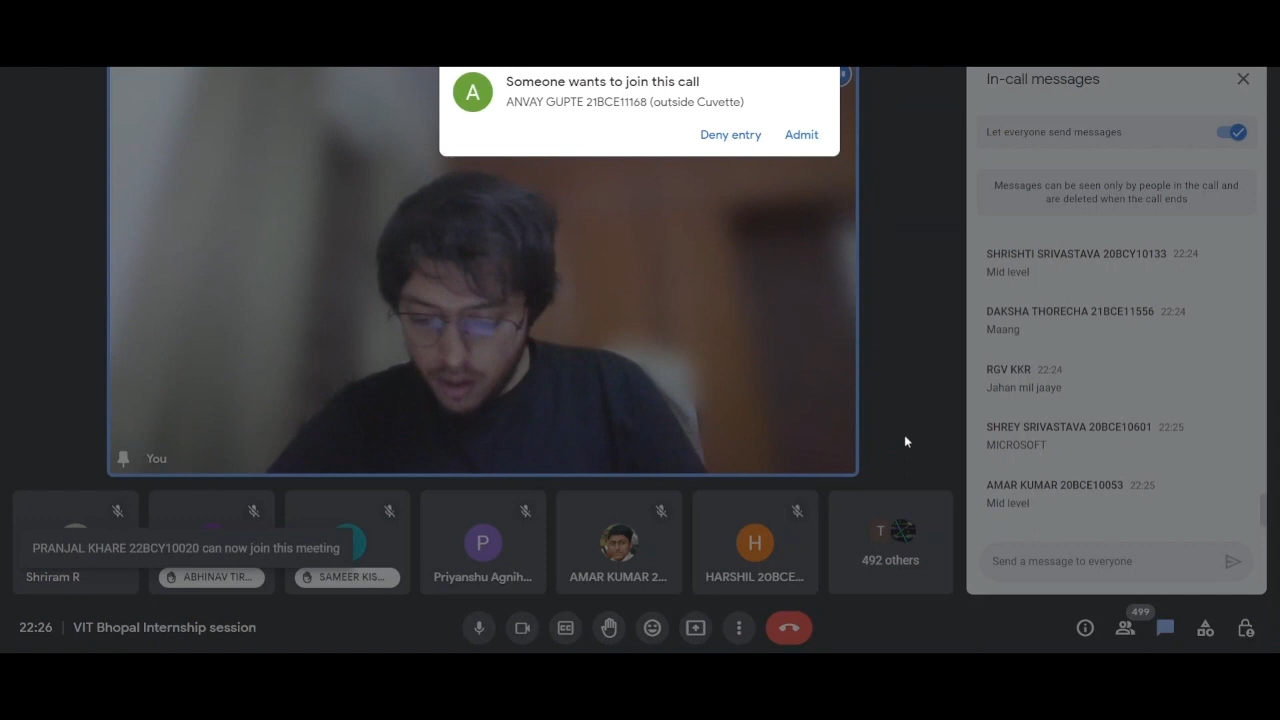 Someone wants to join this call
A
ANVAY GUPTE 21BCE11168 (outside Cuvette)
Deny entry
Admit
You
In-call messages
Let everyone send messages
Messages can be seen only by people in the call and
are deleted when the call ends
SHRISHTI SRIVASTAVA 20BCY10133 22:24
Mid level
DAKSHA THORECHA 21BCE11556 22:24
Maang
RGV KKR 22:24
Jahan mil jaaye
SHREY SRIVASTAVA 20BCE10601 22:25
MICROSOFT
AMAR KUMAR 20BCE10053 22:25
Mid level
Send a message to everyone
PRANJAL KHARE 22BCY10020 can now join this meeting
Shriram R
ABHINAV TIR...
SAMEER KIS...
P
Priyanshu Agnih...
AMAR KUMAR 2...
H
HARSHIL 20BCE...
T
492 others
22:26 | VIT Bhopal Internship session
499